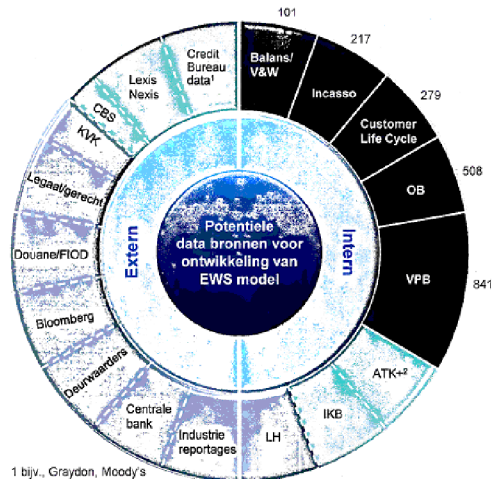 101
217
279
508
841
Balans/
V&W
Incasso
Customer
Life Cycle
OB
VPB
ATK+²
IKB
LH
Industrie
reportages
Centrale
bank
Deurwaarders
Bloomberg
Douane/FIOD
Legaal/gerecht
KVK
CBS
Lexis
Nexis
Credit
Bureau
data¹
Extern
Intern
Potentiele
data bronnen voor
ontwikkeling van
EWS model
1 bijv., Graydon, Moody's